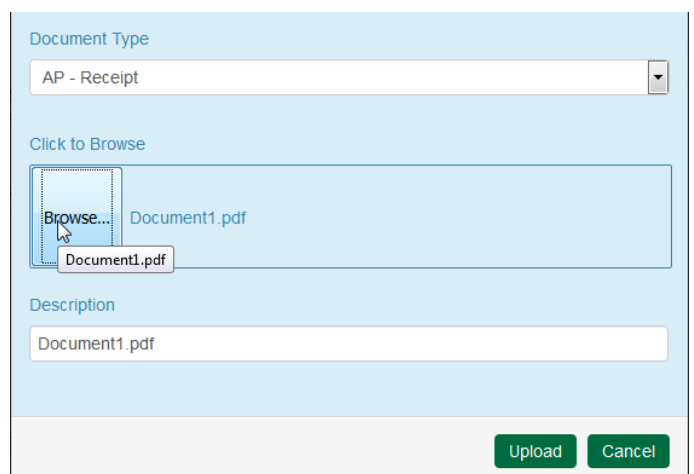 Document Type
AP - Receipt
Click to Browse
Browse... Document1.pdf
Document1.pdf
Description
Document1.pdf
Upload Cancel